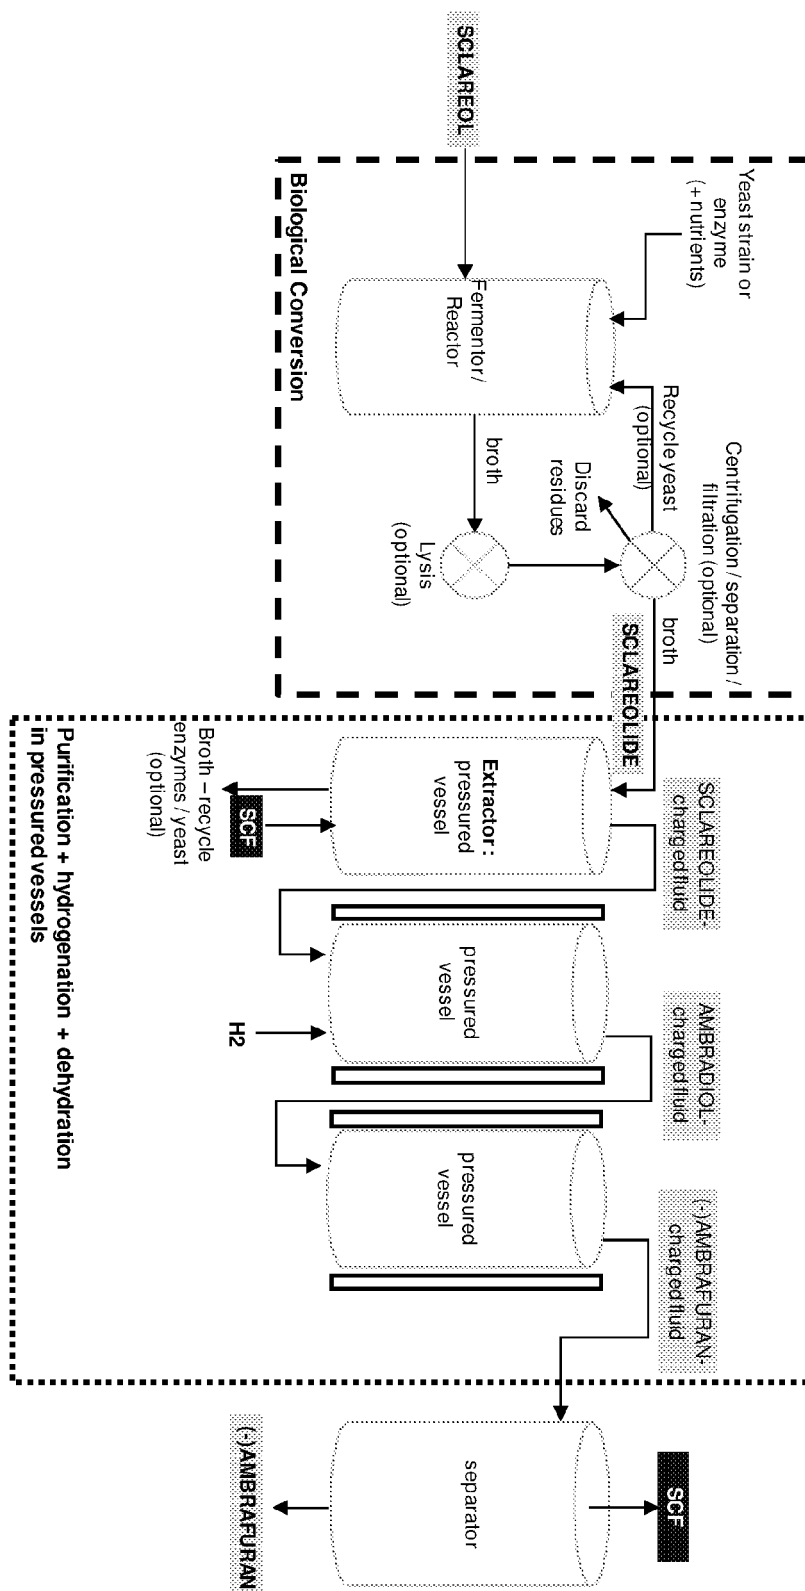 SCLAREOL
Yeast strain or
enzyme
(+ nutrients)
Biological Conversion
Fermentor /
Reactor
broth
Lysis
(optional)
Recycle yeast
(optional)
Discard
residues
Centrifugation / separation /
filtration (optional)
broth
SCLAREOLIDE
Extractor :
pressured
vessel
Broth – recycle
enzymes / yeast
(optional)
SCF
SCLAREOLIDE-
charged fluid
pressured
vessel
H2
AMBRADIOL-
charged fluid
pressured
vessel
(-)AMBRAFURAN-
charged fluid
Purification + hydrogenation + dehydration
in pressured vessels
separator
SCF
(-)AMBRAFURAN